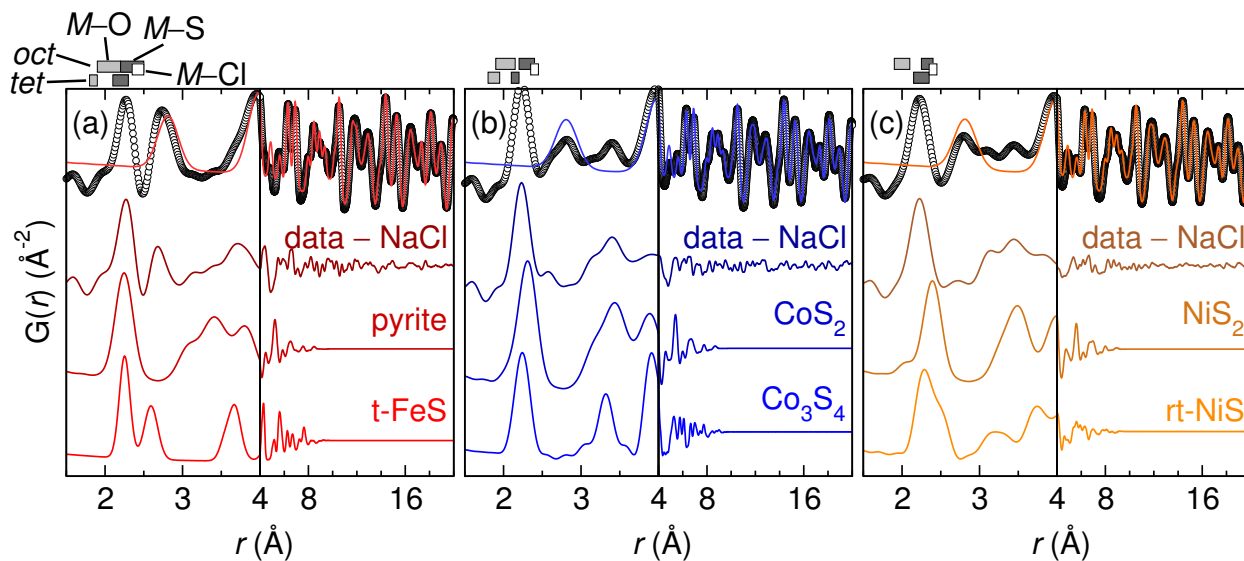 M–O M–S
oct
tet M–Cl
(a) (b) (c)
data – NaCl data – NaCl data – NaCl
pyrite CoS2 NiS2
t-FeS Co3S4 rt-NiS
G(r) (Å-2)
2 3 4 8 16 2 3 4 8 16 2 3 4 8 16
r (Å) r (Å) r (Å)